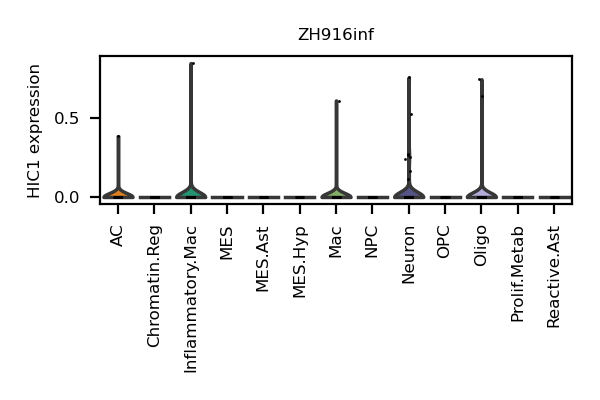 ZH916inf
HIC1 expression
0.5
0.0
AC
Chromatin.Reg
Inflammatory.Mac
MES
MES.Ast
MES.Hyp
Mac
NPC
Neuron
OPC
Oligo
Prolif.Metab
Reactive.Ast